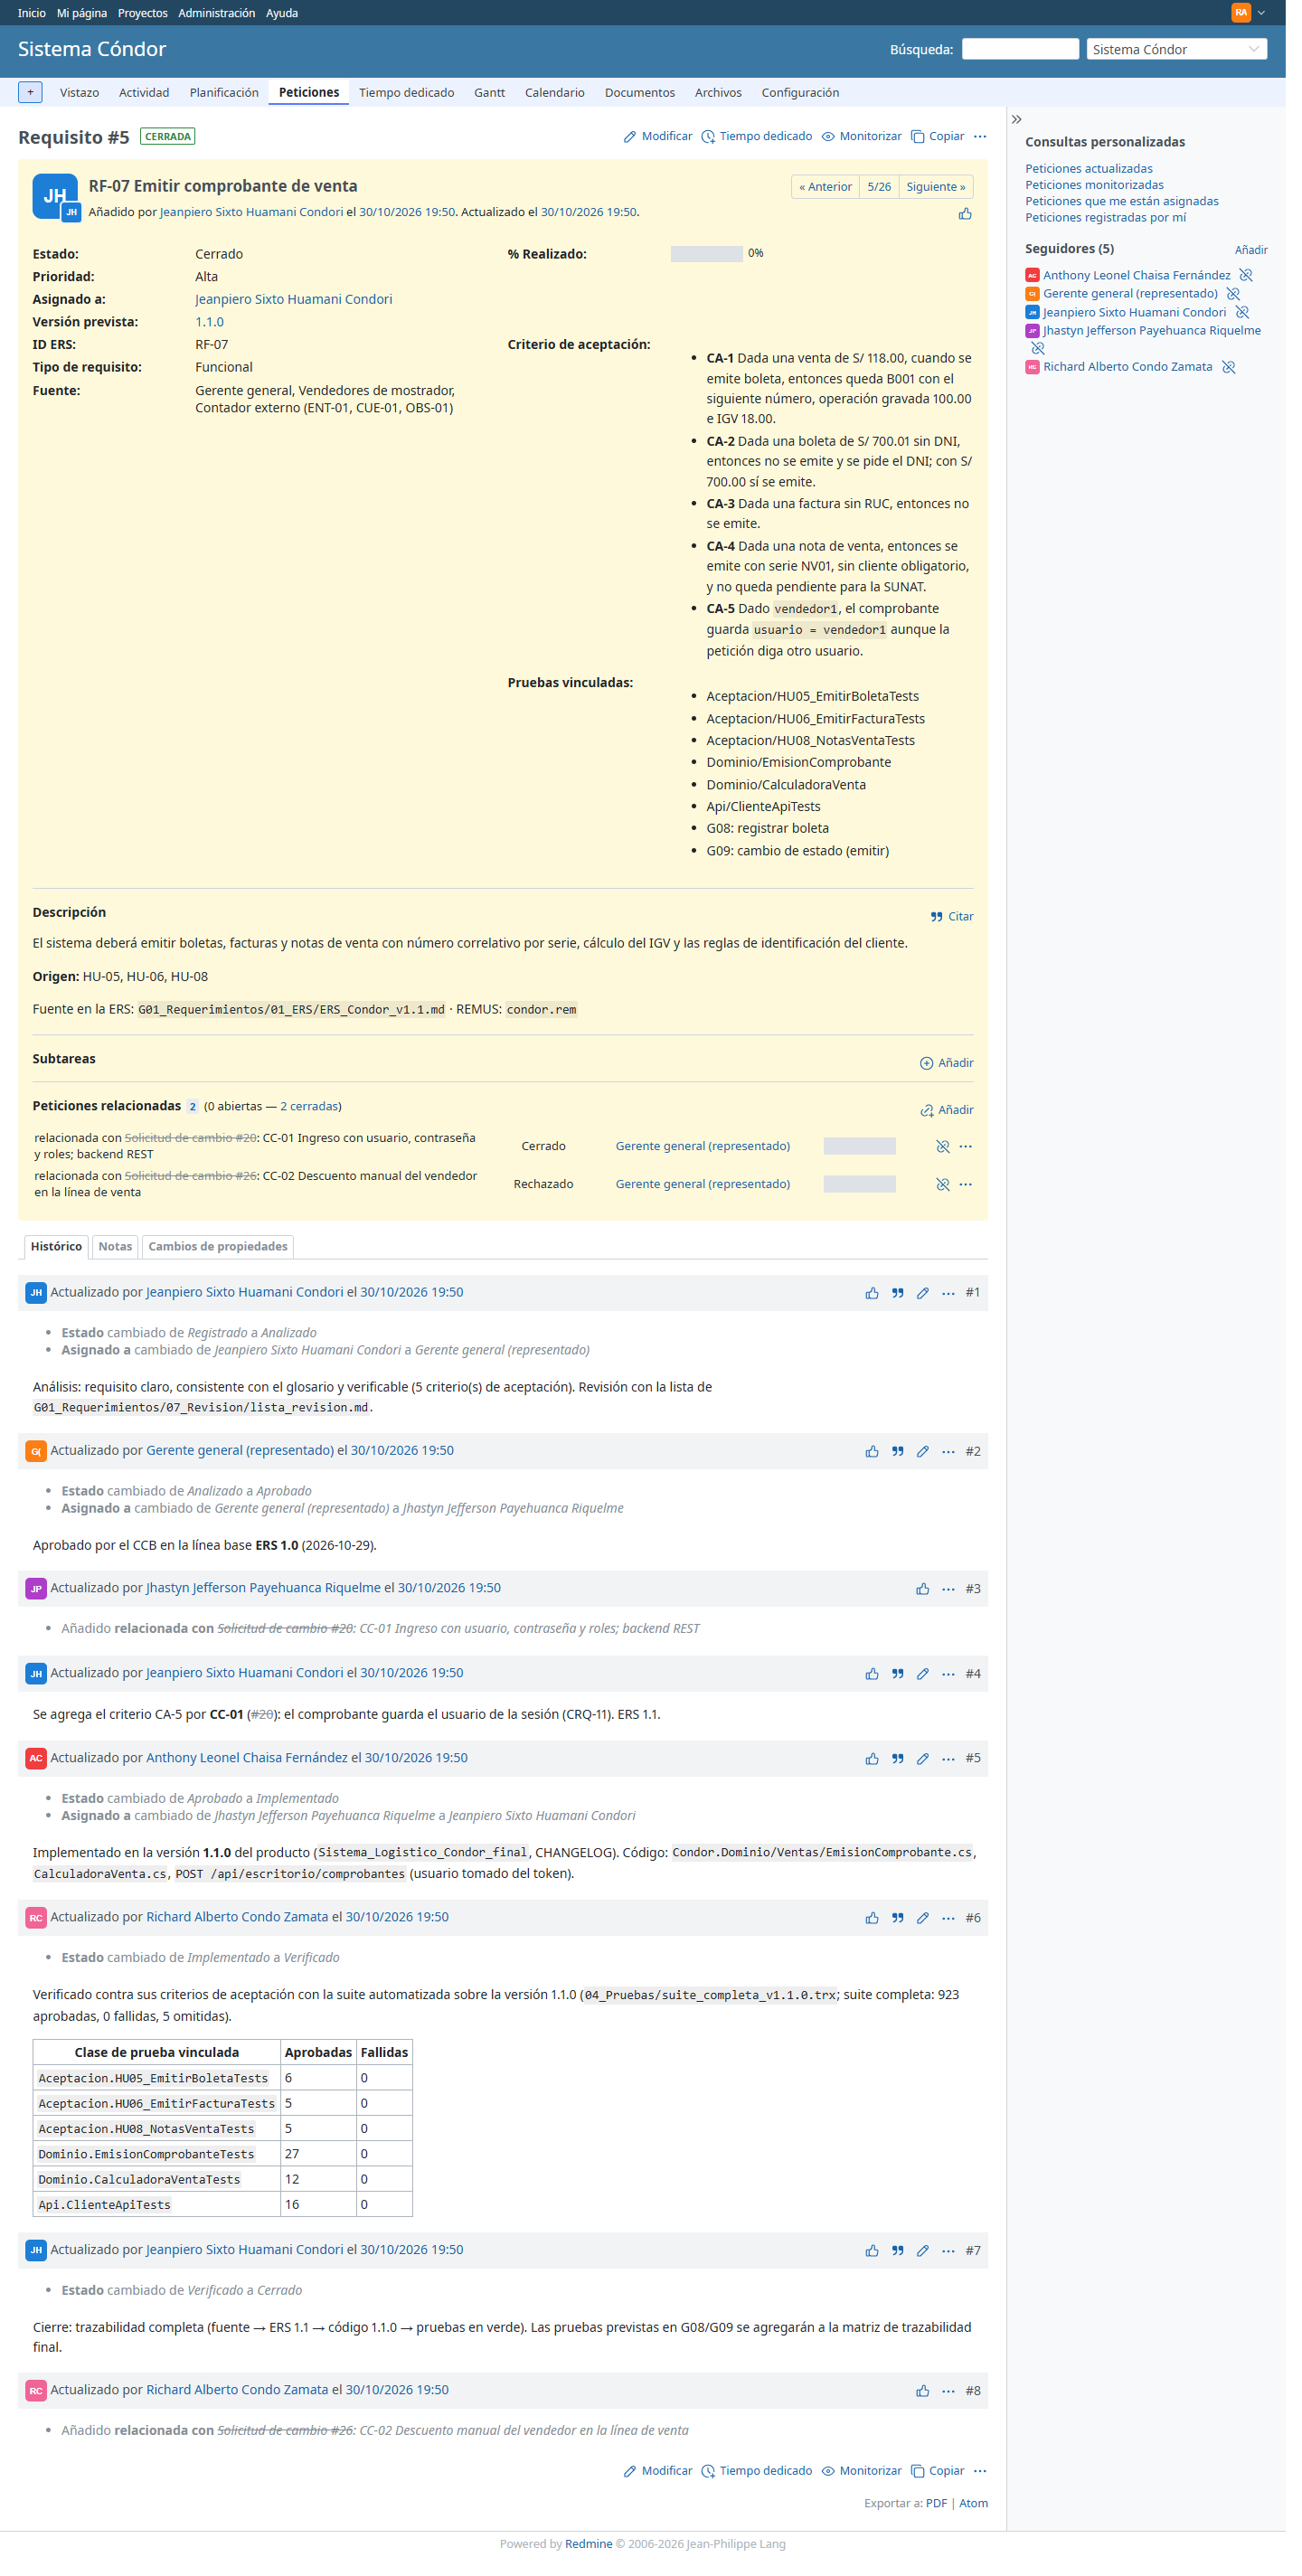 Inicio Mi página Proyectos Administración Ayuda RA
Sistema Cóndor Búsqueda: Sistema Cóndor
+ Vistazo Actividad Planificación Peticiones Tiempo dedicado Gantt Calendario Documentos Archivos Configuración
Requisito #5 CERRADA Modificar Tiempo dedicado Monitorizar Copiar
JH
JH
RF-07 Emitir comprobante de venta
« Anterior 5/26 Siguiente »
Añadido por Jeanpiero Sixto Huamani Condori el 30/10/2026 19:50. Actualizado el 30/10/2026 19:50.
Estado: Cerrado
% Realizado: 0%
Prioridad: Alta
Asignado a: Jeanpiero Sixto Huamani Condori
Versión prevista: 1.1.0
ID ERS: RF-07
Tipo de requisito: Funcional
Fuente: Gerente general, Vendedores de mostrador,
Contador externo (ENT-01, CUE-01, OBS-01)
Criterio de aceptación:
CA-1 Dada una venta de S/ 118.00, cuando se
emite boleta, entonces queda B001 con el
siguiente número, operación gravada 100.00
e IGV 18.00.
CA-2 Dada una boleta de S/ 700.01 sin DNI,
entonces no se emite y se pide el DNI; con S/
700.00 sí se emite.
CA-3 Dada una factura sin RUC, entonces no
se emite.
CA-4 Dada una nota de venta, entonces se
emite con serie NV01, sin cliente obligatorio,
y no queda pendiente para la SUNAT.
CA-5 Dado vendedor1, el comprobante
guarda usuario = vendedor1 aunque la
petición diga otro usuario.
Pruebas vinculadas:
Aceptacion/HU05_EmitirBoletaTests
Aceptacion/HU06_EmitirFacturaTests
Aceptacion/HU08_NotasVentaTests
Dominio/EmisionComprobante
Dominio/CalculadoraVenta
Api/ClienteApiTests
G08: registrar boleta
G09: cambio de estado (emitir)
Descripción Citar
El sistema deberá emitir boletas, facturas y notas de venta con número correlativo por serie, cálculo del IGV y las reglas de identificación del cliente.
Origen: HU-05, HU-06, HU-08
Fuente en la ERS: G01_Requerimientos/01_ERS/ERS_Condor_v1.1.md · REMUS: condor.rem
Subtareas Añadir
Peticiones relacionadas 2 (0 abiertas — 2 cerradas) Añadir
relacionada con Solicitud de cambio #20: CC-01 Ingreso con usuario, contraseña
y roles; backend REST
Cerrado Gerente general (representado)
relacionada con Solicitud de cambio #26: CC-02 Descuento manual del vendedor
en la línea de venta
Rechazado Gerente general (representado)
Histórico Notas Cambios de propiedades
JH Actualizado por Jeanpiero Sixto Huamani Condori el 30/10/2026 19:50 #1
Estado cambiado de Registrado a Analizado
Asignado a cambiado de Jeanpiero Sixto Huamani Condori a Gerente general (representado)
Análisis: requisito claro, consistente con el glosario y verificable (5 criterio(s) de aceptación). Revisión con la lista de
G01_Requerimientos/07_Revision/lista_revision.md.
G( Actualizado por Gerente general (representado) el 30/10/2026 19:50 #2
Estado cambiado de Analizado a Aprobado
Asignado a cambiado de Gerente general (representado) a Jhastyn Jefferson Payehuanca Riquelme
Aprobado por el CCB en la línea base ERS 1.0 (2026-10-29).
JP Actualizado por Jhastyn Jefferson Payehuanca Riquelme el 30/10/2026 19:50 #3
Añadido relacionada con Solicitud de cambio #20: CC-01 Ingreso con usuario, contraseña y roles; backend REST
JH Actualizado por Jeanpiero Sixto Huamani Condori el 30/10/2026 19:50 #4
Se agrega el criterio CA-5 por CC-01 (#20): el comprobante guarda el usuario de la sesión (CRQ-11). ERS 1.1.
AC Actualizado por Anthony Leonel Chaisa Fernández el 30/10/2026 19:50 #5
Estado cambiado de Aprobado a Implementado
Asignado a cambiado de Jhastyn Jefferson Payehuanca Riquelme a Jeanpiero Sixto Huamani Condori
Implementado en la versión 1.1.0 del producto (Sistema_Logistico_Condor_final, CHANGELOG). Código: Condor.Dominio/Ventas/EmisionComprobante.cs,
CalculadoraVenta.cs, POST /api/escritorio/comprobantes (usuario tomado del token).
RC Actualizado por Richard Alberto Condo Zamata el 30/10/2026 19:50 #6
Estado cambiado de Implementado a Verificado
Verificado contra sus criterios de aceptación con la suite automatizada sobre la versión 1.1.0 (04_Pruebas/suite_completa_v1.1.0.trx; suite completa: 923
aprobadas, 0 fallidas, 5 omitidas).
Clase de prueba vinculada Aprobadas Fallidas
Aceptacion.HU05_EmitirBoletaTests 6 0
Aceptacion.HU06_EmitirFacturaTests 5 0
Aceptacion.HU08_NotasVentaTests 5 0
Dominio.EmisionComprobanteTests 27 0
Dominio.CalculadoraVentaTests 12 0
Api.ClienteApiTests 16 0
JH Actualizado por Jeanpiero Sixto Huamani Condori el 30/10/2026 19:50 #7
Estado cambiado de Verificado a Cerrado
Cierre: trazabilidad completa (fuente → ERS 1.1 → código 1.1.0 → pruebas en verde). Las pruebas previstas en G08/G09 se agregarán a la matriz de trazabilidad
final.
RC Actualizado por Richard Alberto Condo Zamata el 30/10/2026 19:50 #8
Añadido relacionada con Solicitud de cambio #26: CC-02 Descuento manual del vendedor en la línea de venta
Modificar Tiempo dedicado Monitorizar Copiar
Exportar a: PDF | Atom
Consultas personalizadas
Peticiones actualizadas
Peticiones monitorizadas
Peticiones que me están asignadas
Peticiones registradas por mí
Seguidores (5) Añadir
Anthony Leonel Chaisa Fernández
Gerente general (representado)
Jeanpiero Sixto Huamani Condori
Jhastyn Jefferson Payehuanca Riquelme
Richard Alberto Condo Zamata
Powered by Redmine © 2006-2026 Jean-Philippe Lang